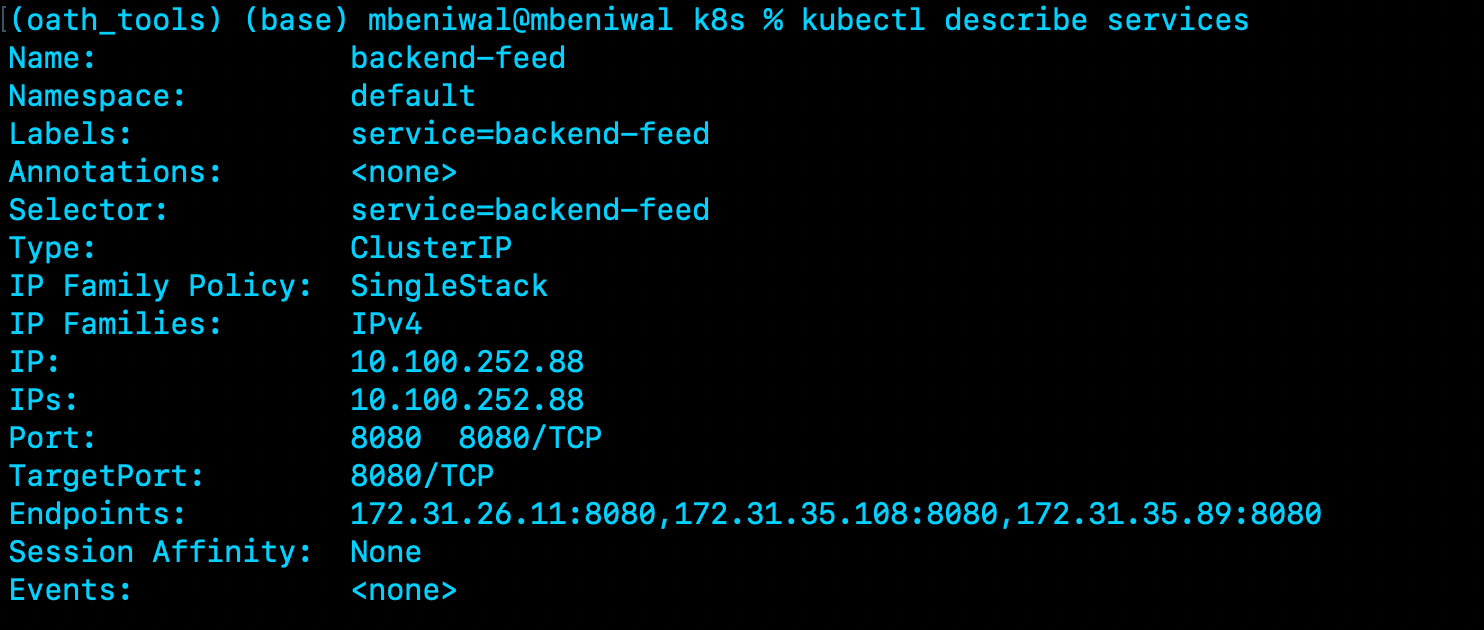 (oath_tools) (base) mbeniwal@mbeniwal k8s % kubectl describe services
Name:              backend-feed
Namespace:         default
Labels:            service=backend-feed
Annotations:       <none>
Selector:          service=backend-feed
Type:              ClusterIP
IP Family Policy:  SingleStack
IP Families:       IPv4
IP:                10.100.252.88
IPs:               10.100.252.88
Port:              8080  8080/TCP
TargetPort:        8080/TCP
Endpoints:         172.31.26.11:8080,172.31.35.108:8080,172.31.35.89:8080
Session Affinity:  None
Events:            <none>